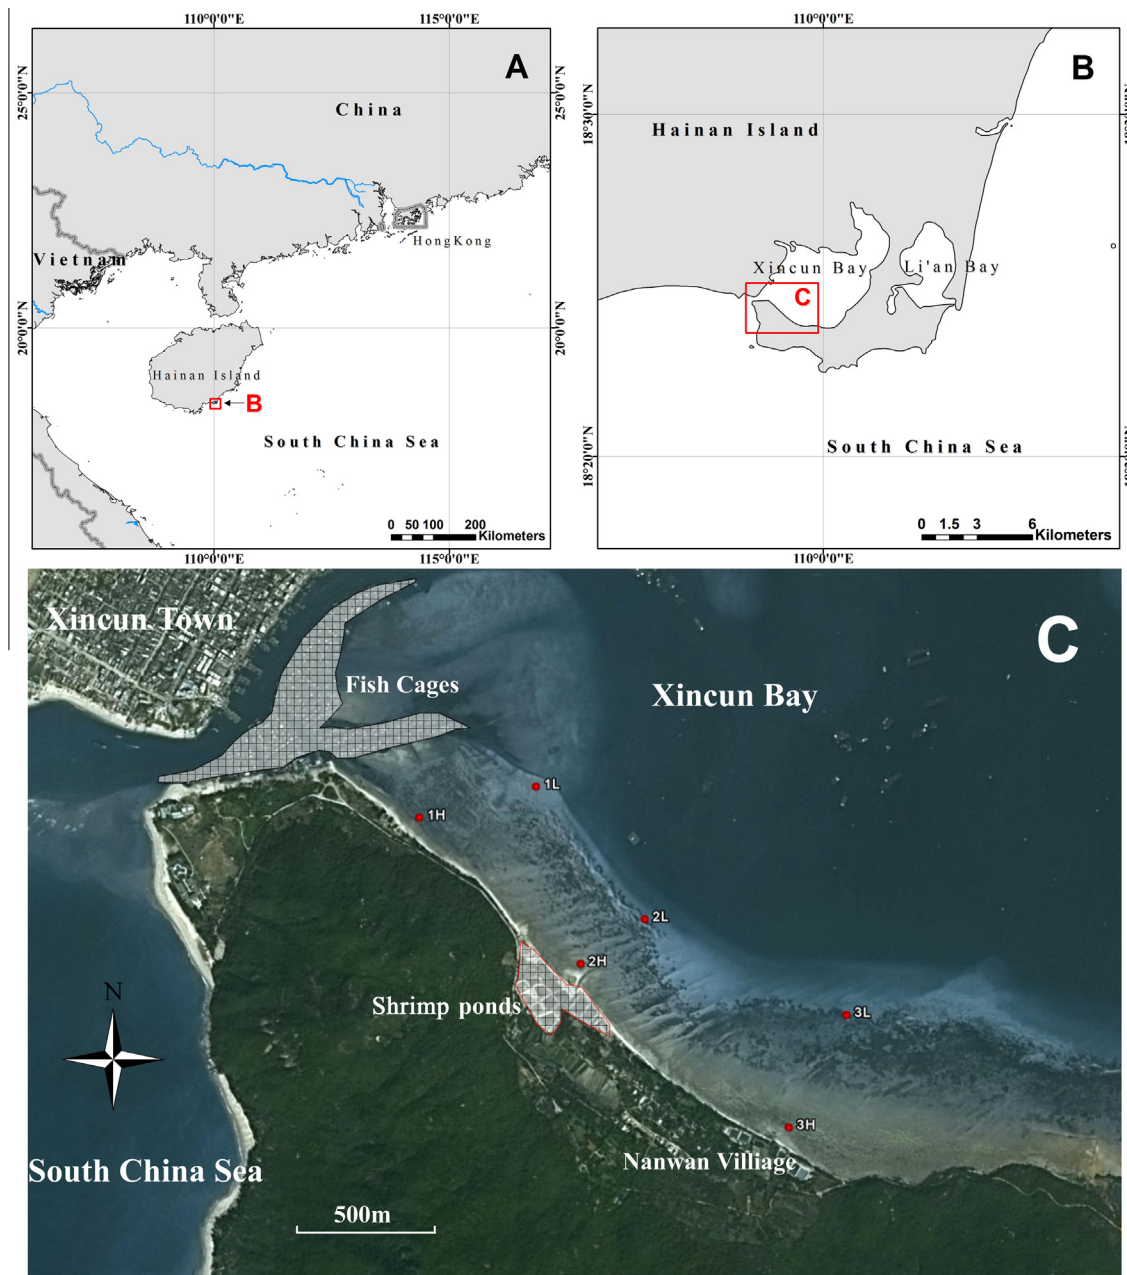 110°0'0"E
115°0'0"E
A
25°0'0"N
25°0'0"N
China
HongKong
Vietnam
20°0'0"N
20°0'0"N
Hainan Island
B
South China Sea
0 50 100 200
Kilometers
110°0'0"E
115°0'0"E
110°0'0"E
B
18°30'0"N
Hainan Island
Xincun Bay
Li'an Bay
C
South China Sea
18°20'0"N
0 1.5 3 6
Kilometers
110°0'0"E
Xincun Town
C
Fish Cages
Xincun Bay
1L
1H
2L
2H
Shrimp ponds
3L
N
3H
Nanwan Villiage
South China Sea
500m